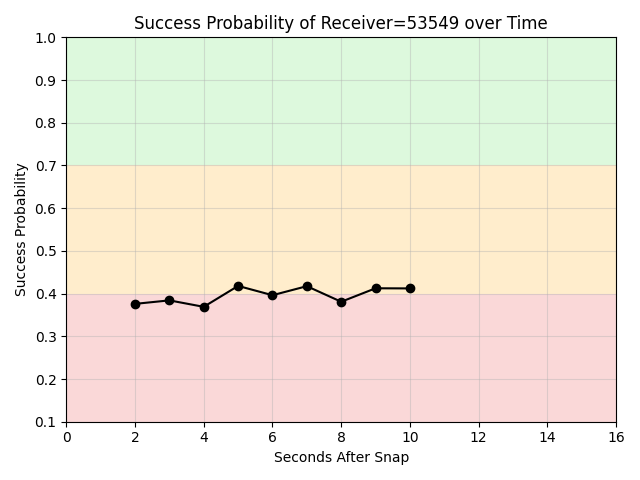 Success Probability of Receiver=53549 over Time
1.0
0.9
0.8
0.7
0.6
0.5
0.4
0.3
0.2
0.1
Success Probability
0 2 4 6 8 10 12 14 16
Seconds After Snap